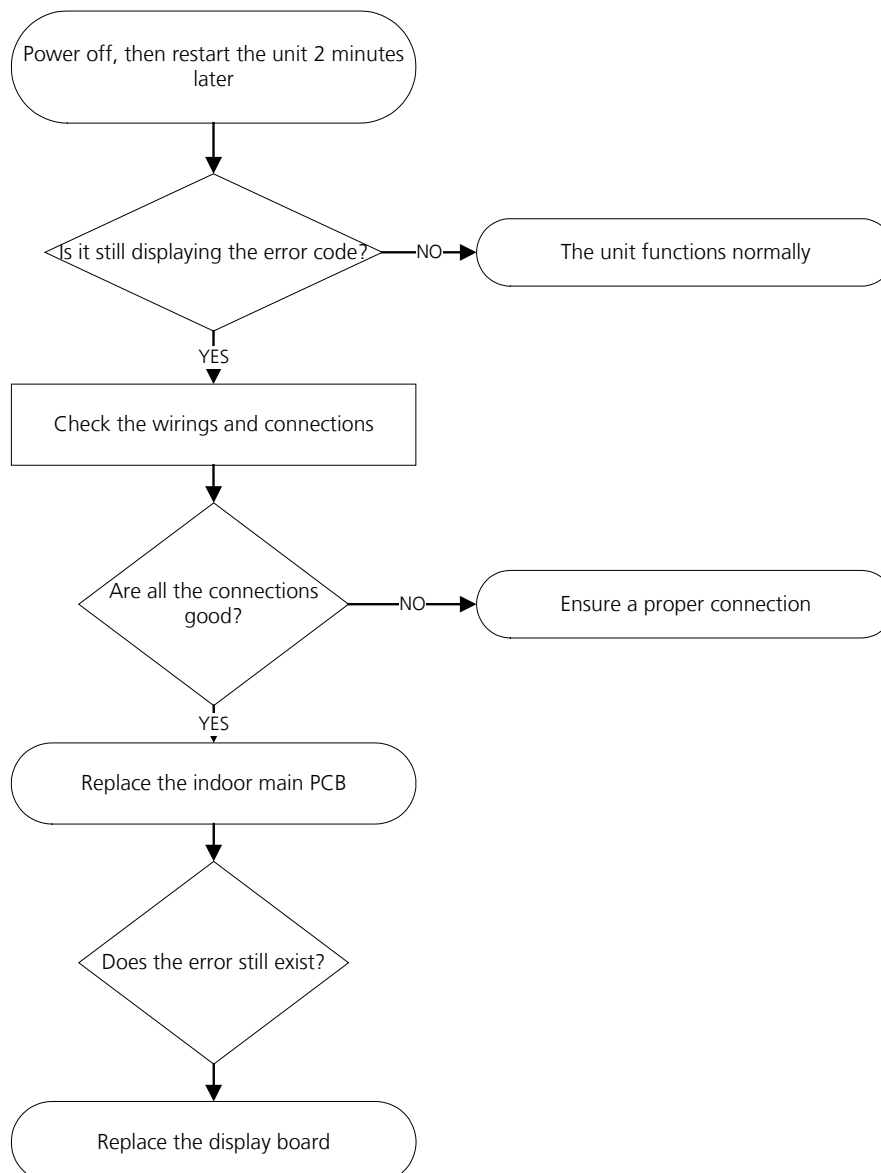 Power off, then restart the unit 2 minutes
later
Is it still displaying the error code?
NO
The unit functions normally
YES
Check the wirings and connections
Are all the connections
good?
NO
Ensure a proper connection
YES
Replace the indoor main PCB
Does the error still exist?
Replace the display board